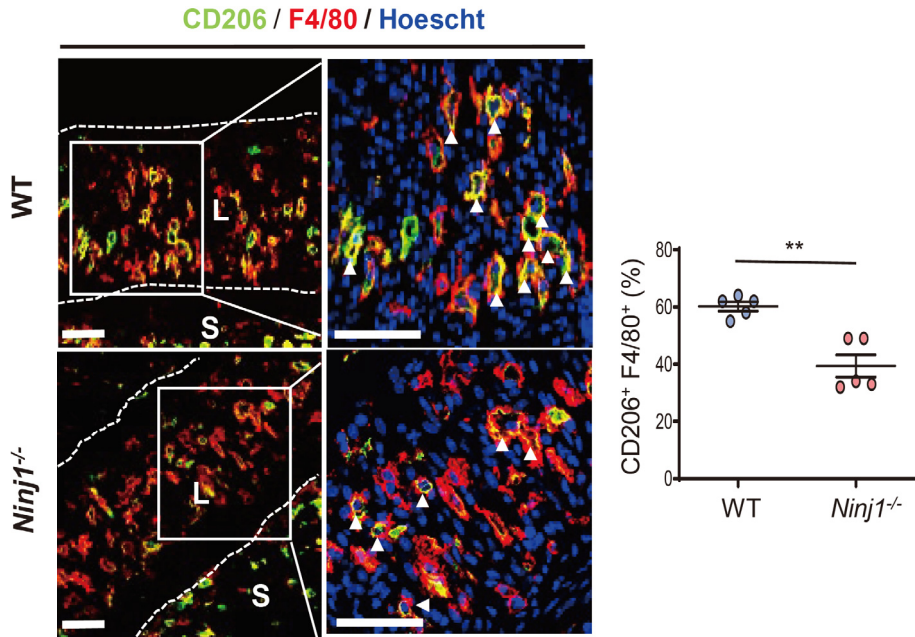 CD206 / F4/80 / Hoescht
WT
L
S
Ninj1-/-
L
S
CD206+ F4/80+ (%)
80
60
40
20
0
**
WT
Ninj1-/-